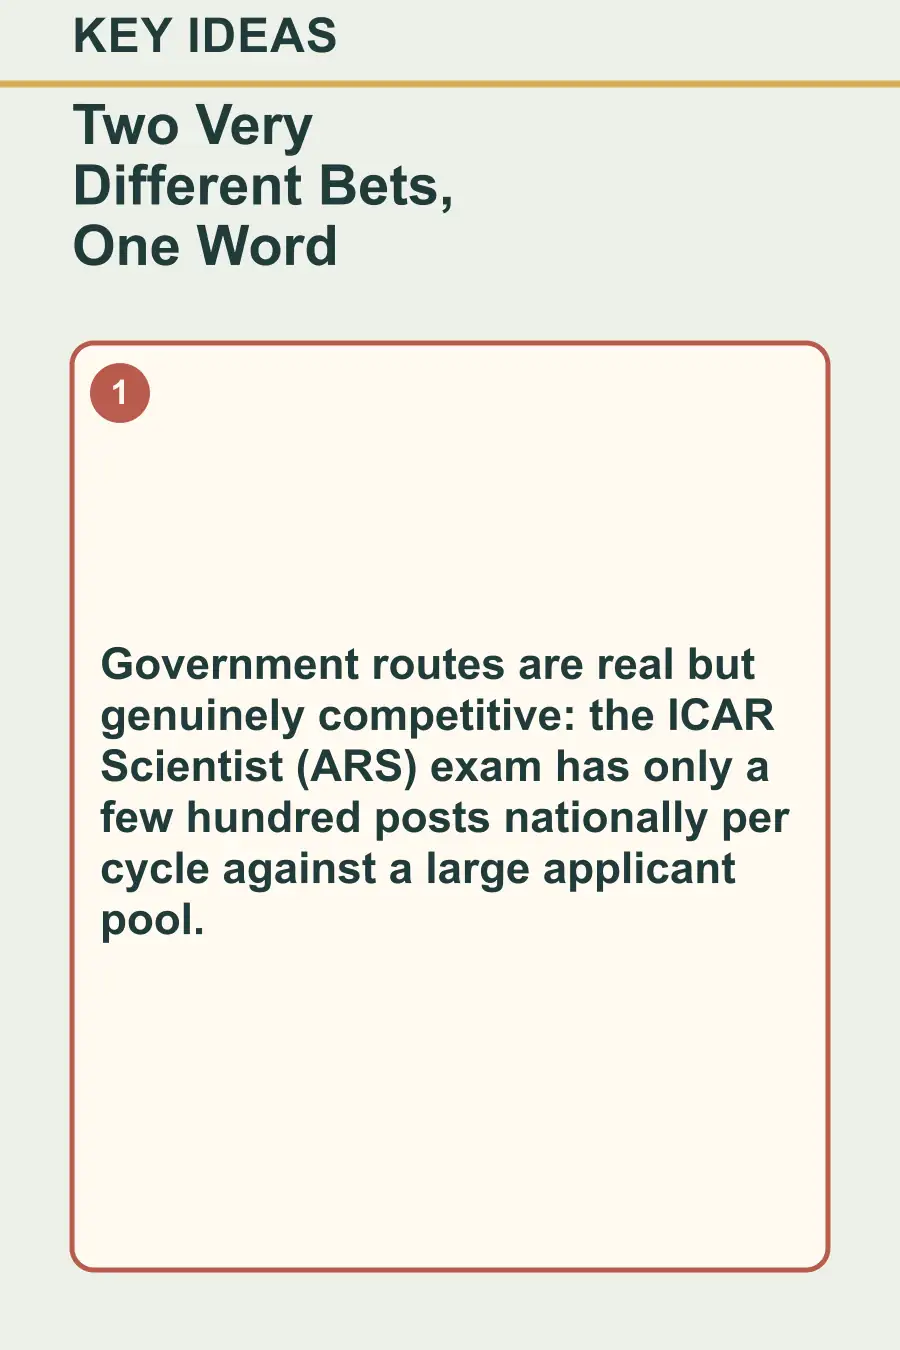 KEY IDEAS
Two Very
Different Bets,
One Word
1
Government routes are real but
genuinely competitive: the ICAR
Scientist (ARS) exam has only a
few hundred posts nationally per
cycle against a large applicant
pool.